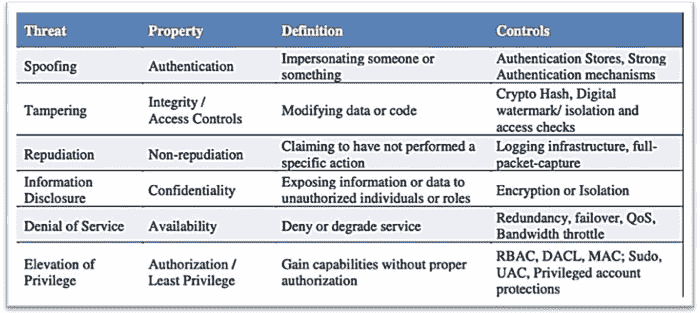 Threat Property Definition Controls
Spoofing Authentication Impersonating someone or something Authentication Stores, Strong Authentication mechanisms
Tampering Integrity / Access Controls Modifying data or code Crypto Hash, Digital watermark/ isolation and access checks
Repudiation Non-repudiation Claiming to have not performed a specific action Logging infrastructure, full-packet-capture
Information Disclosure Confidentiality Exposing information or data to unauthorized individuals or roles Encryption or Isolation
Denial of Service Availability Deny or degrade service Redundancy, failover, QoS, Bandwidth throttle
Elevation of Privilege Authorization / Least Privilege Gain capabilities without proper authorization RBAC, DACL, MAC; Sudo, UAC, Privileged account protections